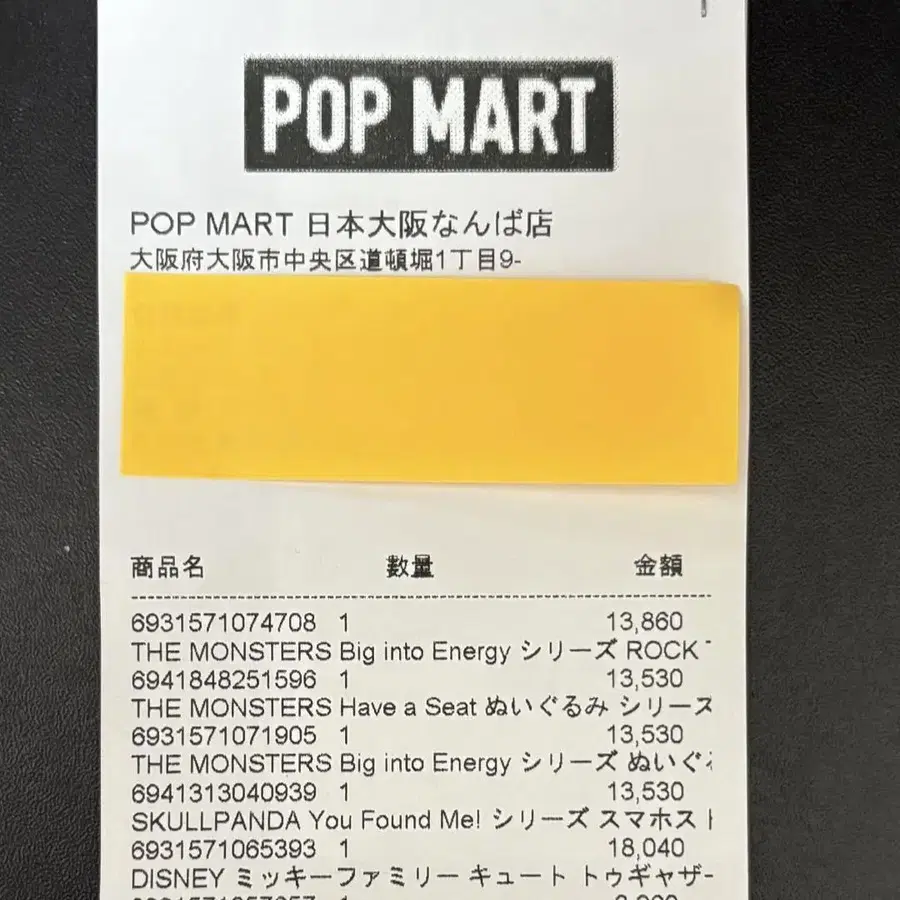 POP MART
POP MART 日本大阪なんば店
大阪府大阪市中央区道頓堀1丁目9-
商品名 数量 金額
6931571074708 1 13,860
THE MONSTERS Big into Energy シリーズ ROCK
6941848251596 1 13,530
THE MONSTERS Have a Seat ぬいぐるみ シリーズ
6931571071905 1 13,530
THE MONSTERS Big into Energy シリーズ ぬいぐ
6941313040939 1 13,530
SKULLPANDA You Found Me! シリーズ スマホスト
6931571065393 1 18,040
DISNEY ミッキーファミリー キュート トゥギャザー